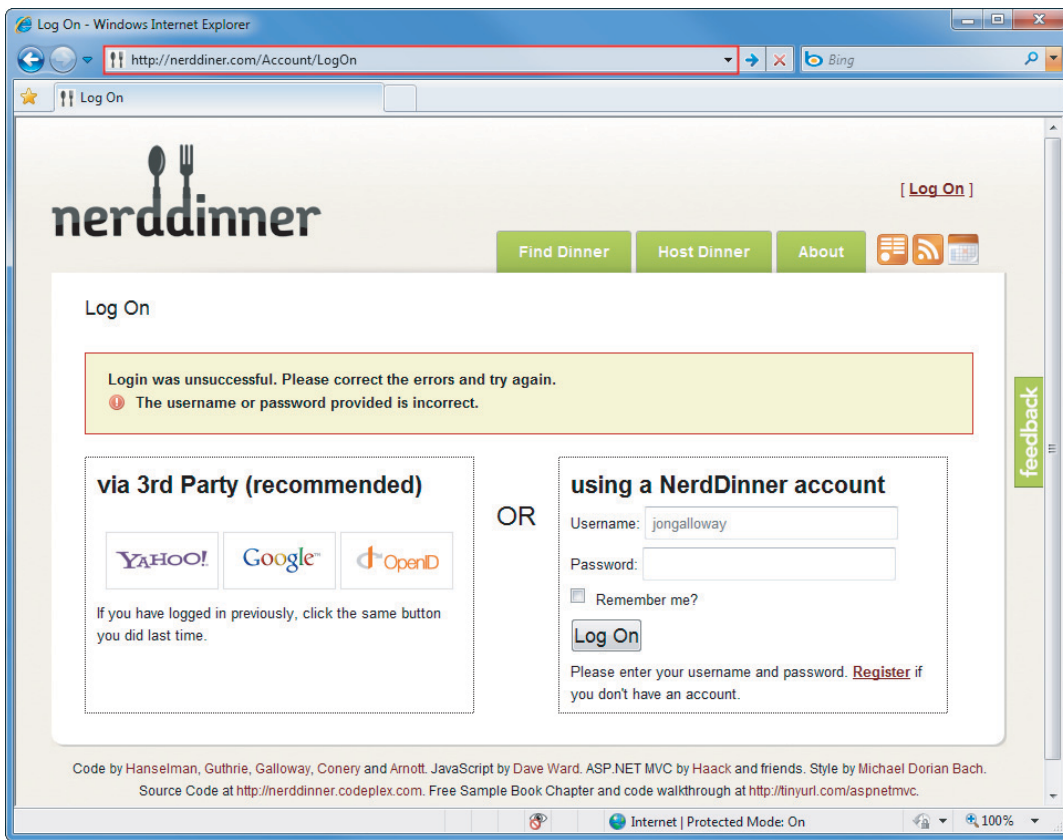 Log On - Windows Internet Explorer
http://nerddiner.com/Account/LogOn
Bing
Log On
nerddinner
[ Log On ]
Find Dinner
Host Dinner
About
Log On
Login was unsuccessful. Please correct the errors and try again.
The username or password provided is incorrect.
feedback
via 3rd Party (recommended)
YAHOO!
Google
OpenID
If you have logged in previously, click the same button
you did last time.
OR
using a NerdDinner account
Username: jongalloway
Password:
Remember me?
Log On
Please enter your username and password. Register if
you don't have an account.
Code by Hanselman, Guthrie, Galloway, Conery and Arnott. JavaScript by Dave Ward. ASP.NET MVC by Haack and friends. Style by Michael Dorian Bach.
Source Code at http://nerddinner.codeplex.com. Free Sample Book Chapter and code walkthrough at http://tinyurl.com/aspnetmvc.
Internet | Protected Mode: On
100%